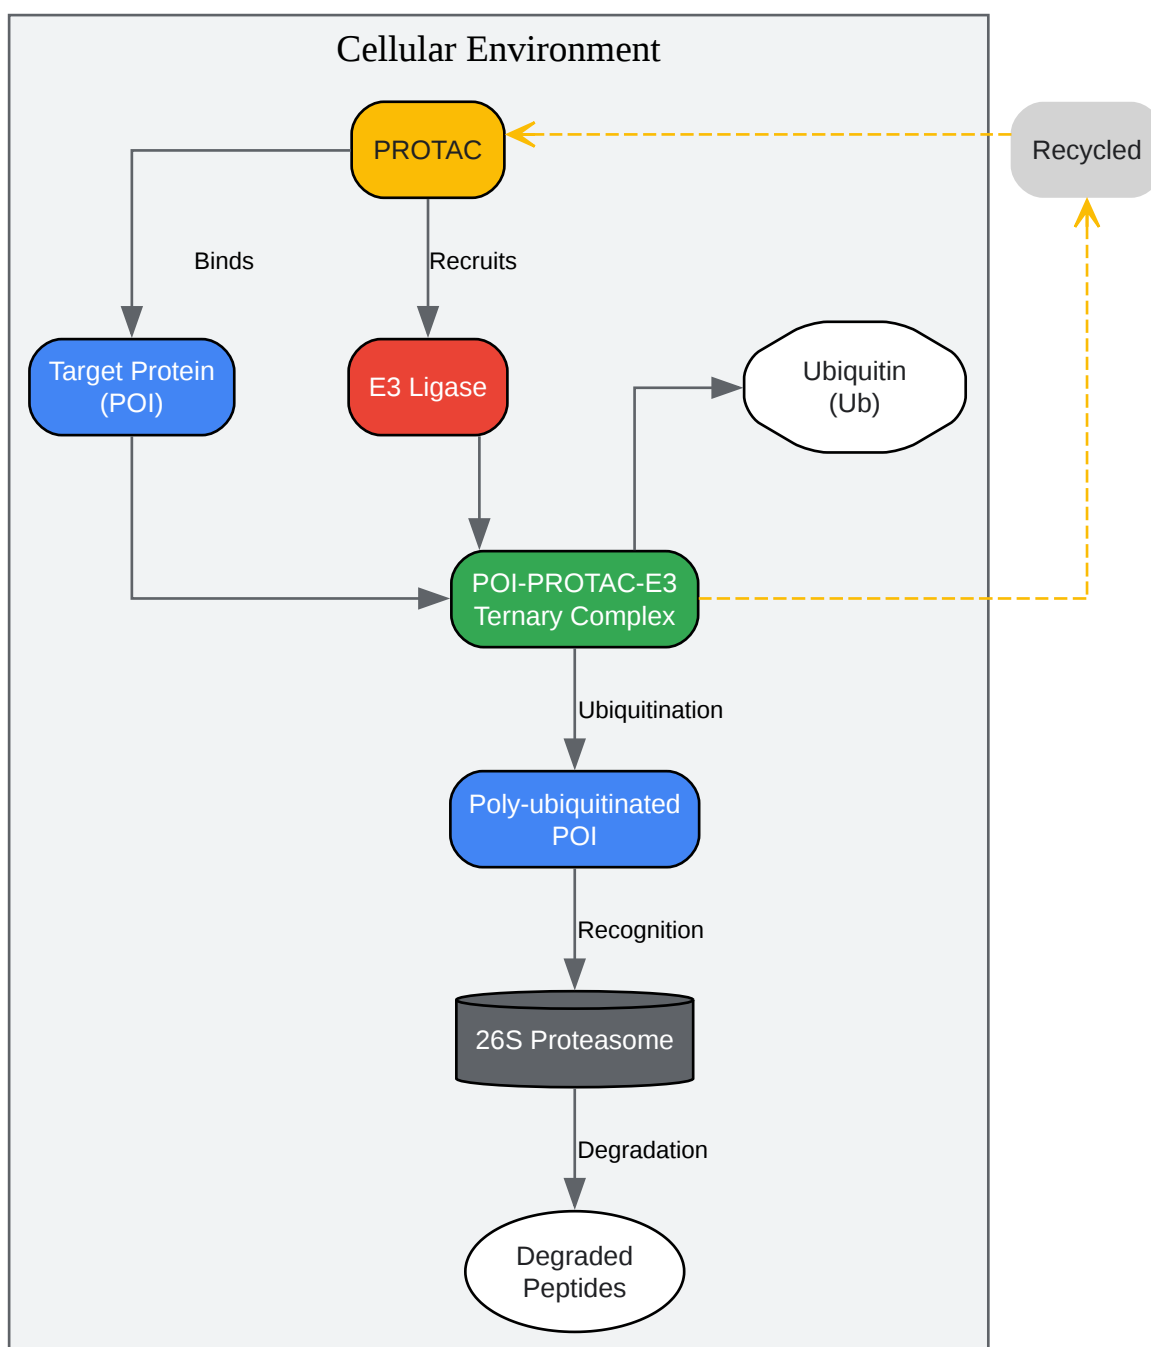 Cellular Environment
PROTAC
Recycled
Binds
Recruits
Target Protein
(POI)
E3 Ligase
Ubiquitin
(Ub)
POI-PROTAC-E3
Ternary Complex
Ubiquitination
Poly-ubiquitinated
POI
Recognition
26S Proteasome
Degradation
Degraded
Peptides